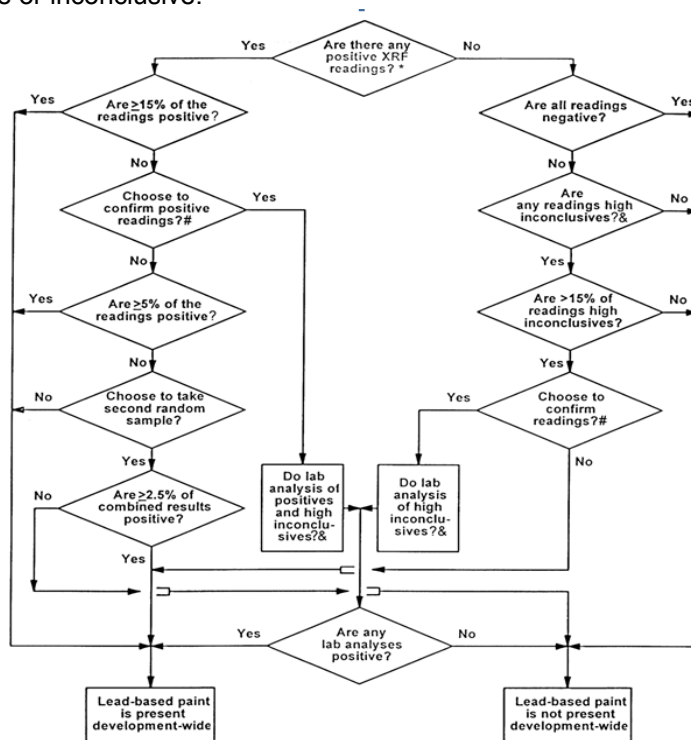 s or inconclusive.
Yes
Are there any
positive XRF
readings? *
No
Yes
Are ≥15% of the
readings positive?
Are all readings
negative?
Yes
No
No
Choose to
confirm positive
readings?#
Yes
Are
any readings high
inconclusives?&
No
No
Yes
Yes
Are ≥5% of the
readings positive?
Are >15% of
readings high
inconclusives?
No
No
Yes
No
Choose to take
second random
sample?
Yes
Choose to
confirm
readings?#
Yes
No
No
Are ≥2.5% of
combined results
positive?
Do lab
analysis of
positives
and high
inconclu-
sives?&
Do lab
analysis
of high
inconclu-
sives?&
Yes
Yes
Are any
lab analyses
positive?
No
Lead-based paint
is present
development-wide
Lead-based paint
is not present
development-wide